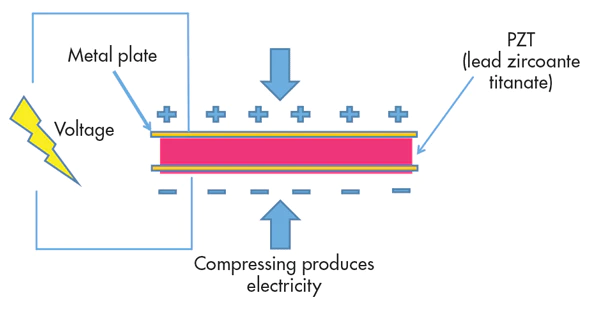 Metal plate
PZT
(lead zircoante
titanate)
Voltage
Compressing produces
electricity